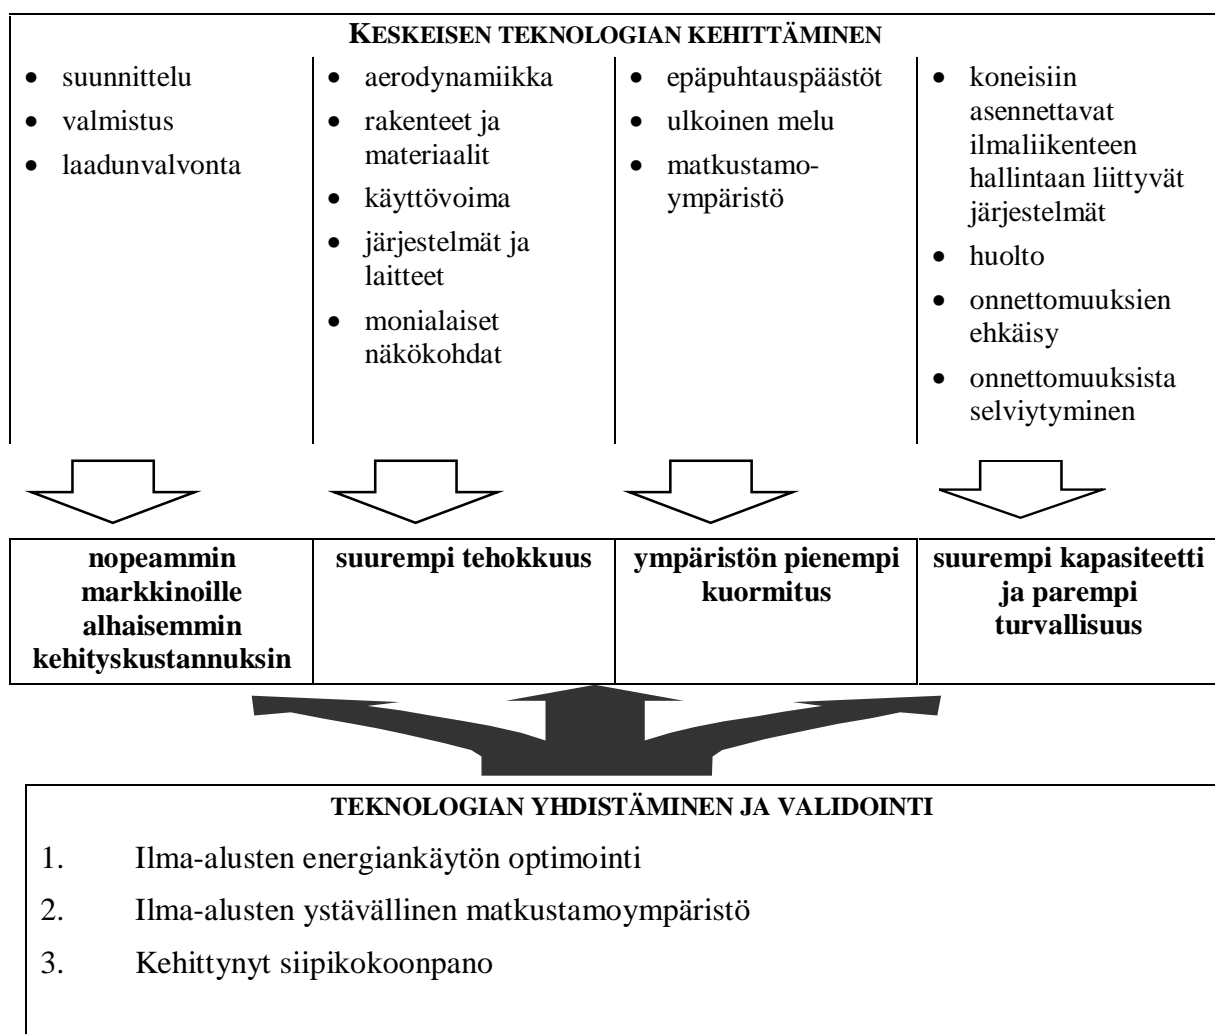 KESKEISEN TEKNOLOGIAN KEHITTÄMINEN
• suunnittelu
• valmistus
• laadunvalvonta
• aerodynamiikka
• rakenteet ja
materiaalit
• käyttövoima
• järjestelmät ja
laitteet
• monialaiset
näkökohdat
• epäpuhtauspäästöt
• ulkoinen melu
• matkustamo-
ympäristö
• koneisiin
asennettavat
ilmaliikenteen
hallintaan liittyvät
järjestelmät
• huolto
• onnettomuuksien
ehkäisy
• onnettomuuksista
selviytyminen
nopeammin
markkinoille
alhaisemmin
kehityskustannuksin
suurempi tehokkuus
ympäristön pienempi
kuormitus
suurempi kapasiteetti
ja parempi
turvallisuus
TEKNOLOGIAN YHDISTÄMINEN JA VALIDOINTI
1. Ilma-alusten energiankäytön optimointi
2. Ilma-alusten ystävällinen matkustamoympäristö
3. Kehittynyt siipikokoonpano